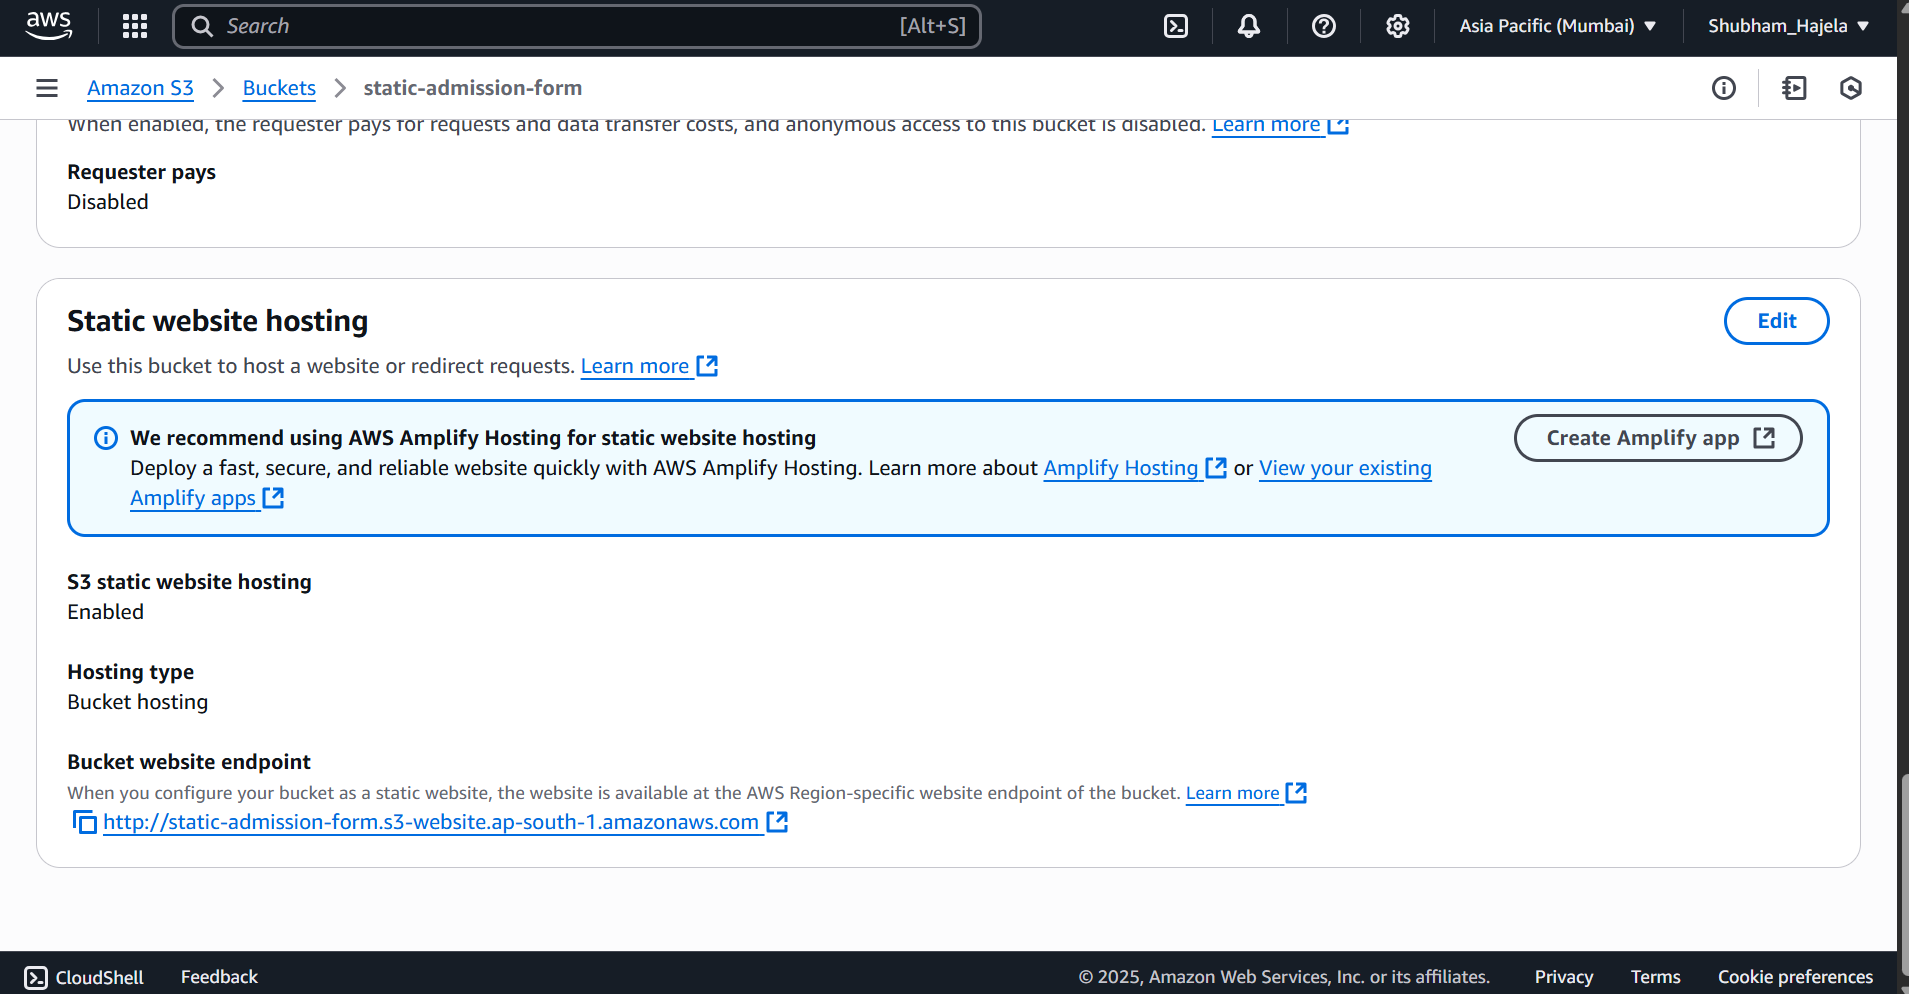 aws
Search [Alt+S]
Asia Pacific (Mumbai)
Shubham_Hajela
Amazon S3 > Buckets > static-admission-form
When enabled, the requester pays for requests and data transfer costs, and anonymous access to this bucket is disabled. Learn more
Requester pays
Disabled
Static website hosting
Edit
Use this bucket to host a website or redirect requests. Learn more
We recommend using AWS Amplify Hosting for static website hosting
Create Amplify app
Deploy a fast, secure, and reliable website quickly with AWS Amplify Hosting. Learn more about Amplify Hosting or View your existing
Amplify apps
S3 static website hosting
Enabled
Hosting type
Bucket hosting
Bucket website endpoint
When you configure your bucket as a static website, the website is available at the AWS Region-specific website endpoint of the bucket. Learn more
http://static-admission-form.s3-website.ap-south-1.amazonaws.com
CloudShell Feedback © 2025, Amazon Web Services, Inc. or its affiliates. Privacy Terms Cookie preferences